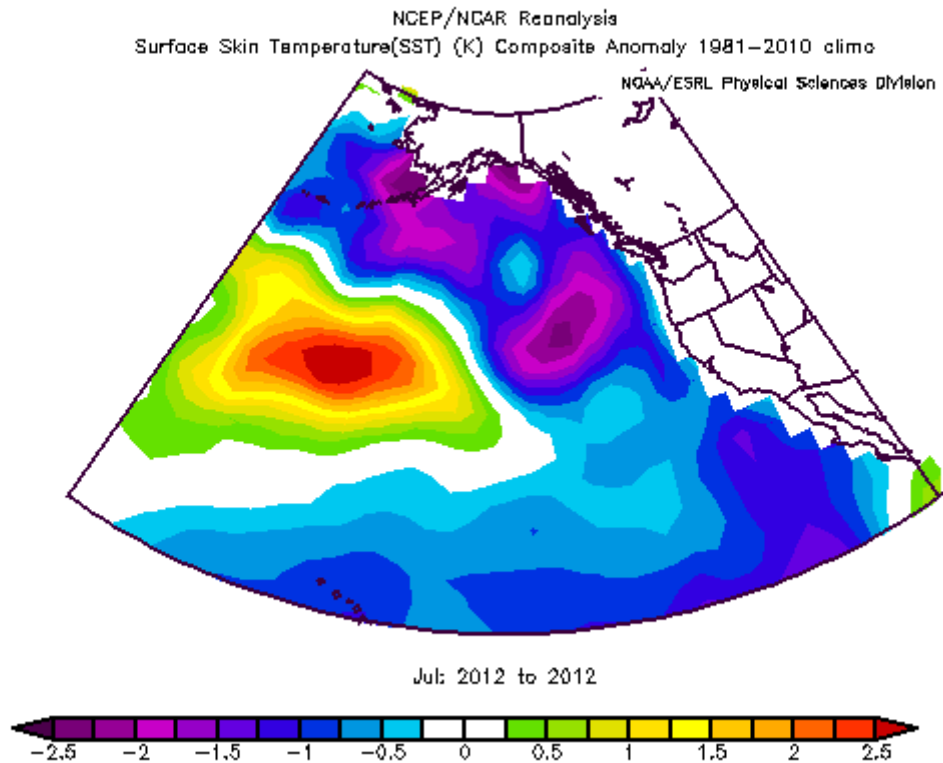 NCEP/NCAR Reanalysis
Surface Skin Temperature(SST) (K) Composite Anomaly 1981-2010 climo
NOAA/ESRL Physical Sciences Division
Jul: 2012 to 2012
-2.5 -2 -1.5 -1 -0.5 0 0.5 1 1.5 2 2.5